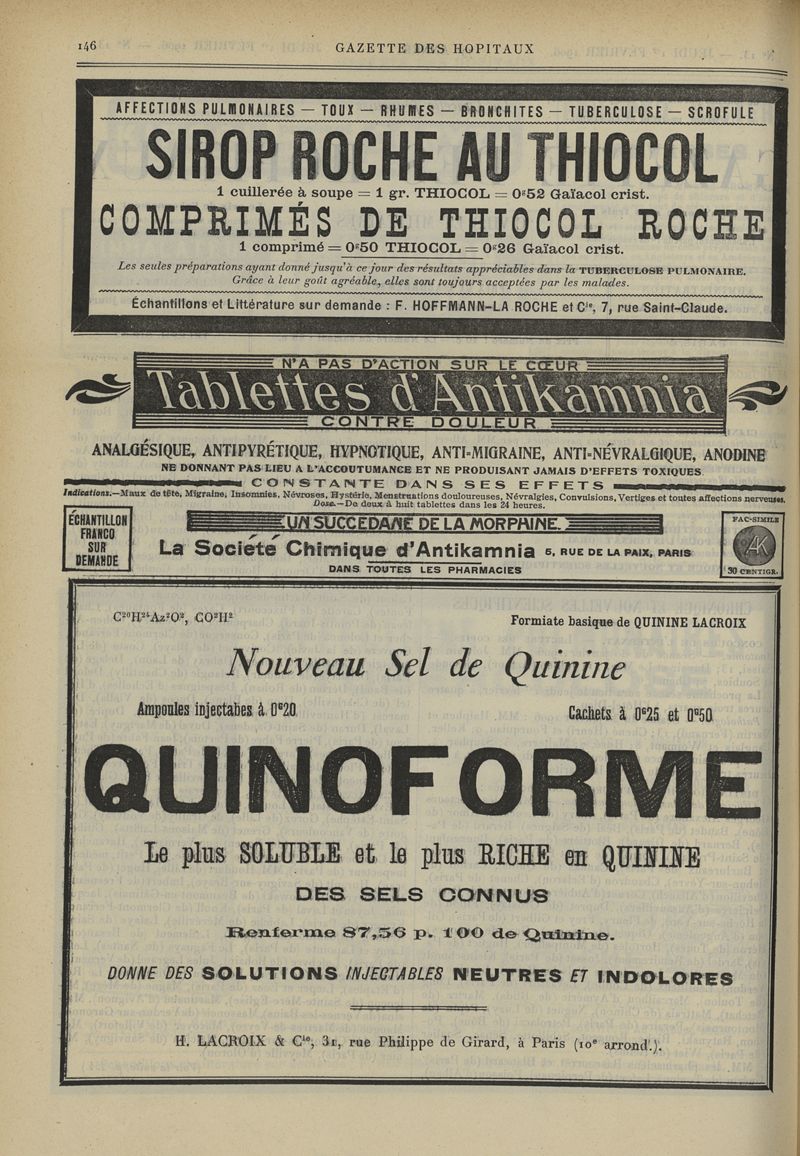 146
GAZETTE DES HOPITAUX
AFFECTIONS PULMONAIRES — TOUX — RHUMES — BRONCHITES — TUBERCULOSE — SCROFULE
SIROP ROCHE AU THIOCOL
1 cuillerée à soupe = 1 gr. THIOCOL = 0gr52 Gaïacol crist.
COMPRIMÉS DE THIOCOL ROCHE
1 comprimé = 0gr50 THIOCOL = 0gr26 Gaïacol crist.
Les seules préparations ayant donné jusqu'à ce jour des résultats appréciables dans la TUBERCULOSE PULMONAIRE.
Grâce à leur goût agréable, elles sont toujours acceptées par les malades.
Échantillons et Littérature sur demande : F. HOFFMANN-LA ROCHE et Cie, 7, rue Saint-Claude.
N'A PAS D'ACTION SUR LE CŒUR
Tablettes d'Antikamnia
CONTRE DOULEUR
ANALGÉSIQUE, ANTIPYRÉTIQUE, HYPNOTIQUE, ANTI-MIGRAINE, ANTI-NÉVRALGIQUE, ANODINE
NE DONNANT PAS LIEU A L'ACCOUTUMANCE ET NE PRODUISANT JAMAIS D'EFFETS TOXIQUES
CONSTANTE DANS SES EFFETS
Indications.—Maux de tête, Migraine, Insomnies, Névroses, Hystérie, Menstruations douloureuses, Névralgies, Convulsions, Vertiges et toutes affections nerveuses.
Dose.—De deux à huit tablettes dans les 24 heures.
ÉCHANTILLON
FRANCO
SUR
DEMANDE
UN SUCCÉDANÉ DE LA MORPHINE.
La Société Chimique d'Antikamnia 5, RUE DE LA PAIX, PARIS
DANS TOUTES LES PHARMACIES
FAC-SIMILE
AK
30 CENTIGR.
C²⁰H²⁴Az²O², CO²H²
Formiate basique de QUININE LACROIX
Nouveau Sel de Quinine
Ampoules injectabes à 0gr20
Cachets à 0gr25 et 0gr50
QUINOFORME
Le plus SOLUBLE et le plus RICHE en QUININE
DES SELS CONNUS
Renferme 87,56 p. 100 de Quinine.
DONNE DES SOLUTIONS INJECTABLES NEUTRES ET INDOLORES
H. LACROIX & Cie, 31, rue Philippe de Girard, à Paris (10e arrondt.).